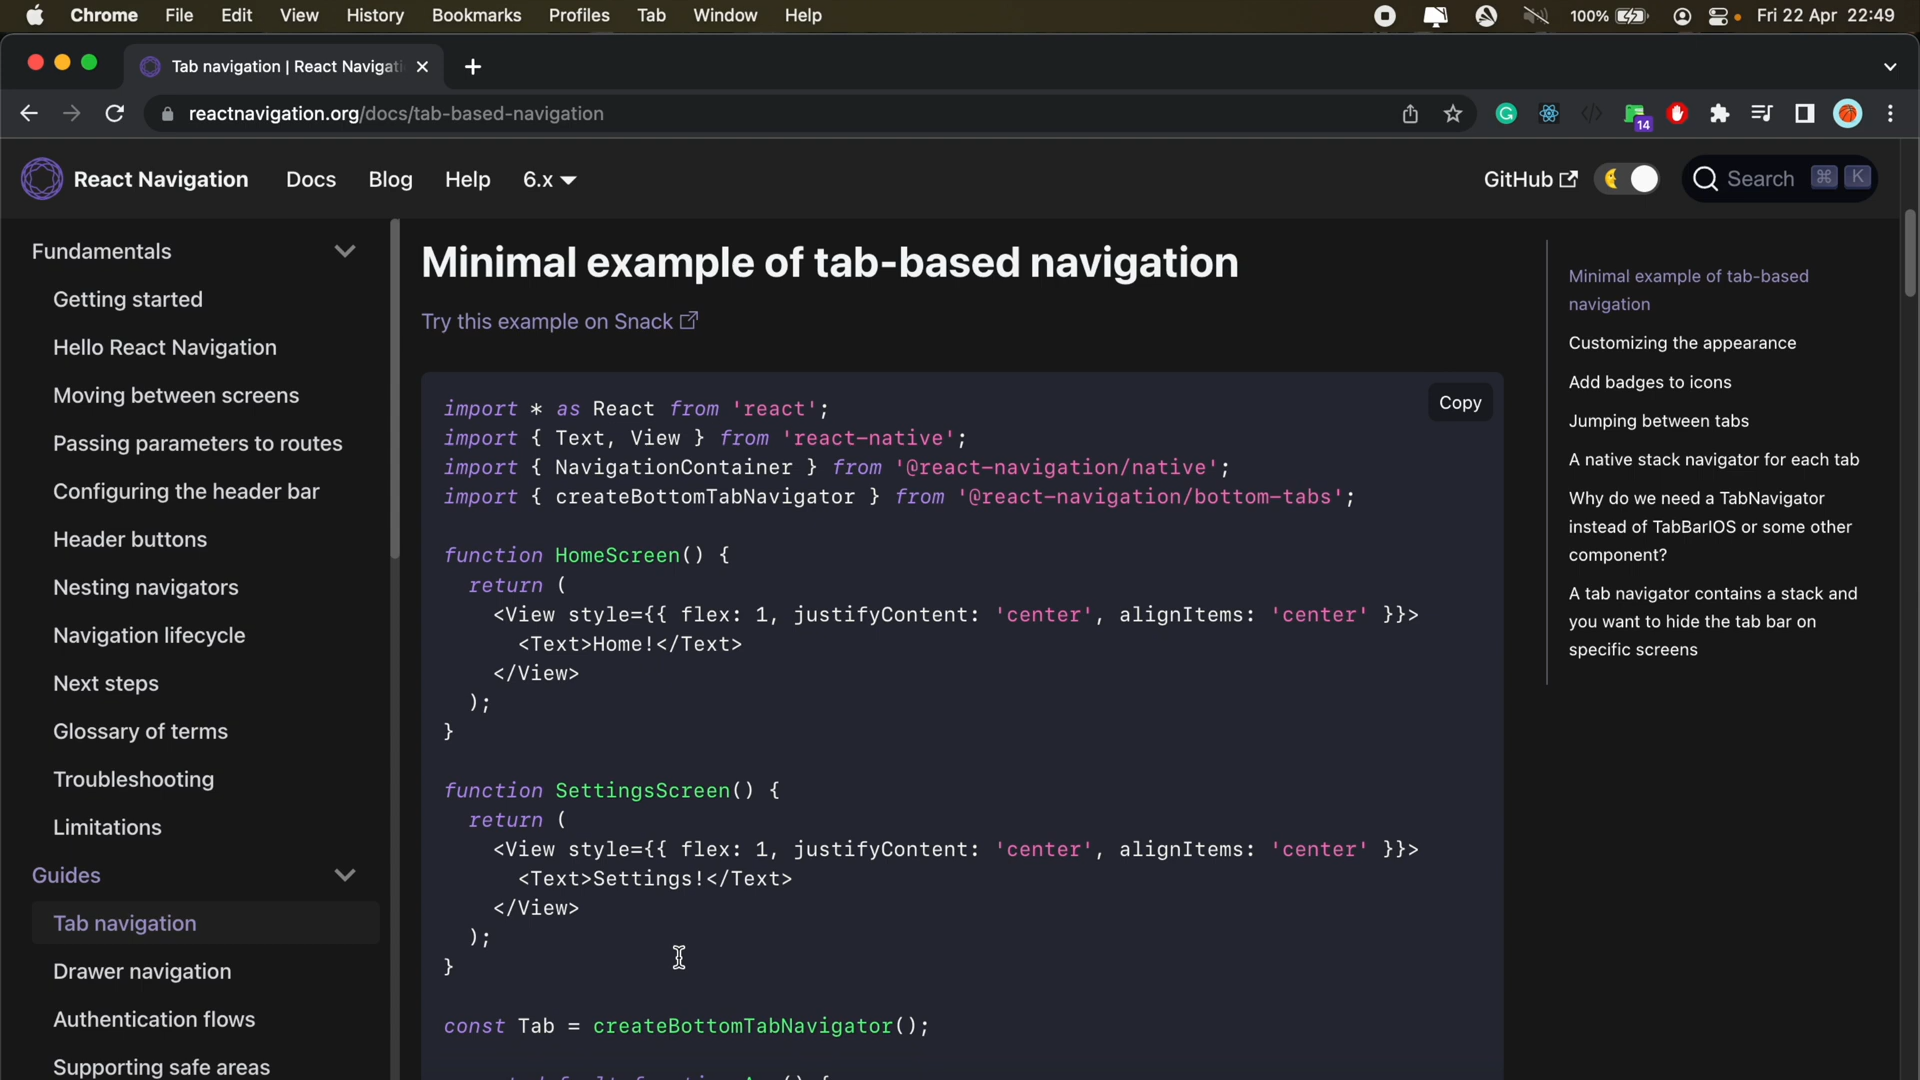 Chrome File Edit View History Bookmarks Profiles Tab Window Help 100% Fri 22 Apr 22:49
Tab navigation | React Navigati
reactnavigation.org/docs/tab-based-navigation
14
React Navigation Docs Blog Help 6.x GitHub Search ⌘ K
Fundamentals
Getting started
Hello React Navigation
Moving between screens
Passing parameters to routes
Configuring the header bar
Header buttons
Nesting navigators
Navigation lifecycle
Next steps
Glossary of terms
Troubleshooting
Limitations
Guides
Tab navigation
Drawer navigation
Authentication flows
Supporting safe areas
Minimal example of tab-based navigation
Try this example on Snack
Copy
import * as React from 'react';
import { Text, View } from 'react-native';
import { NavigationContainer } from '@react-navigation/native';
import { createBottomTabNavigator } from '@react-navigation/bottom-tabs';
function HomeScreen() {
return (
<View style={{ flex: 1, justifyContent: 'center', alignItems: 'center' }}>
<Text>Home!</Text>
</View>
);
}
function SettingsScreen() {
return (
<View style={{ flex: 1, justifyContent: 'center', alignItems: 'center' }}>
<Text>Settings!</Text>
</View>
);
}
const Tab = createBottomTabNavigator();
Minimal example of tab-based
navigation
Customizing the appearance
Add badges to icons
Jumping between tabs
A native stack navigator for each tab
Why do we need a TabNavigator
instead of TabBarIOS or some other
component?
A tab navigator contains a stack and
you want to hide the tab bar on
specific screens